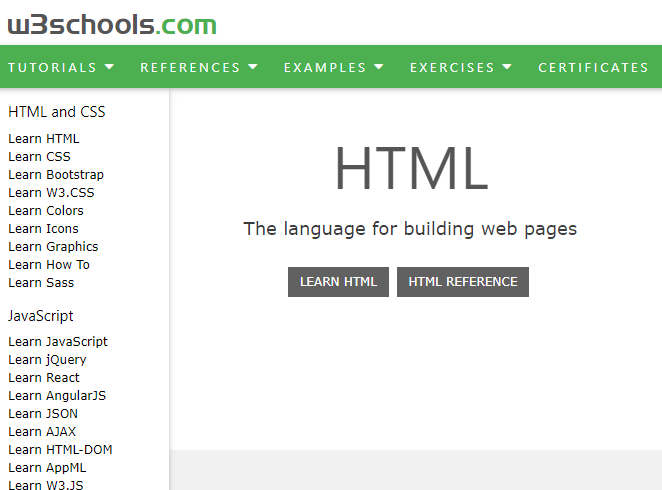 w3schools.com
TUTORIALS REFERENCES EXAMPLES EXERCISES CERTIFICATES
HTML and CSS
Learn HTML
Learn CSS
Learn Bootstrap
Learn W3.CSS
Learn Colors
Learn Icons
Learn Graphics
Learn How To
Learn Sass
JavaScript
Learn JavaScript
Learn jQuery
Learn React
Learn AngularJS
Learn JSON
Learn AJAX
Learn HTML-DOM
Learn AppML
Learn W3.JS
HTML
The language for building web pages
LEARN HTML HTML REFERENCE